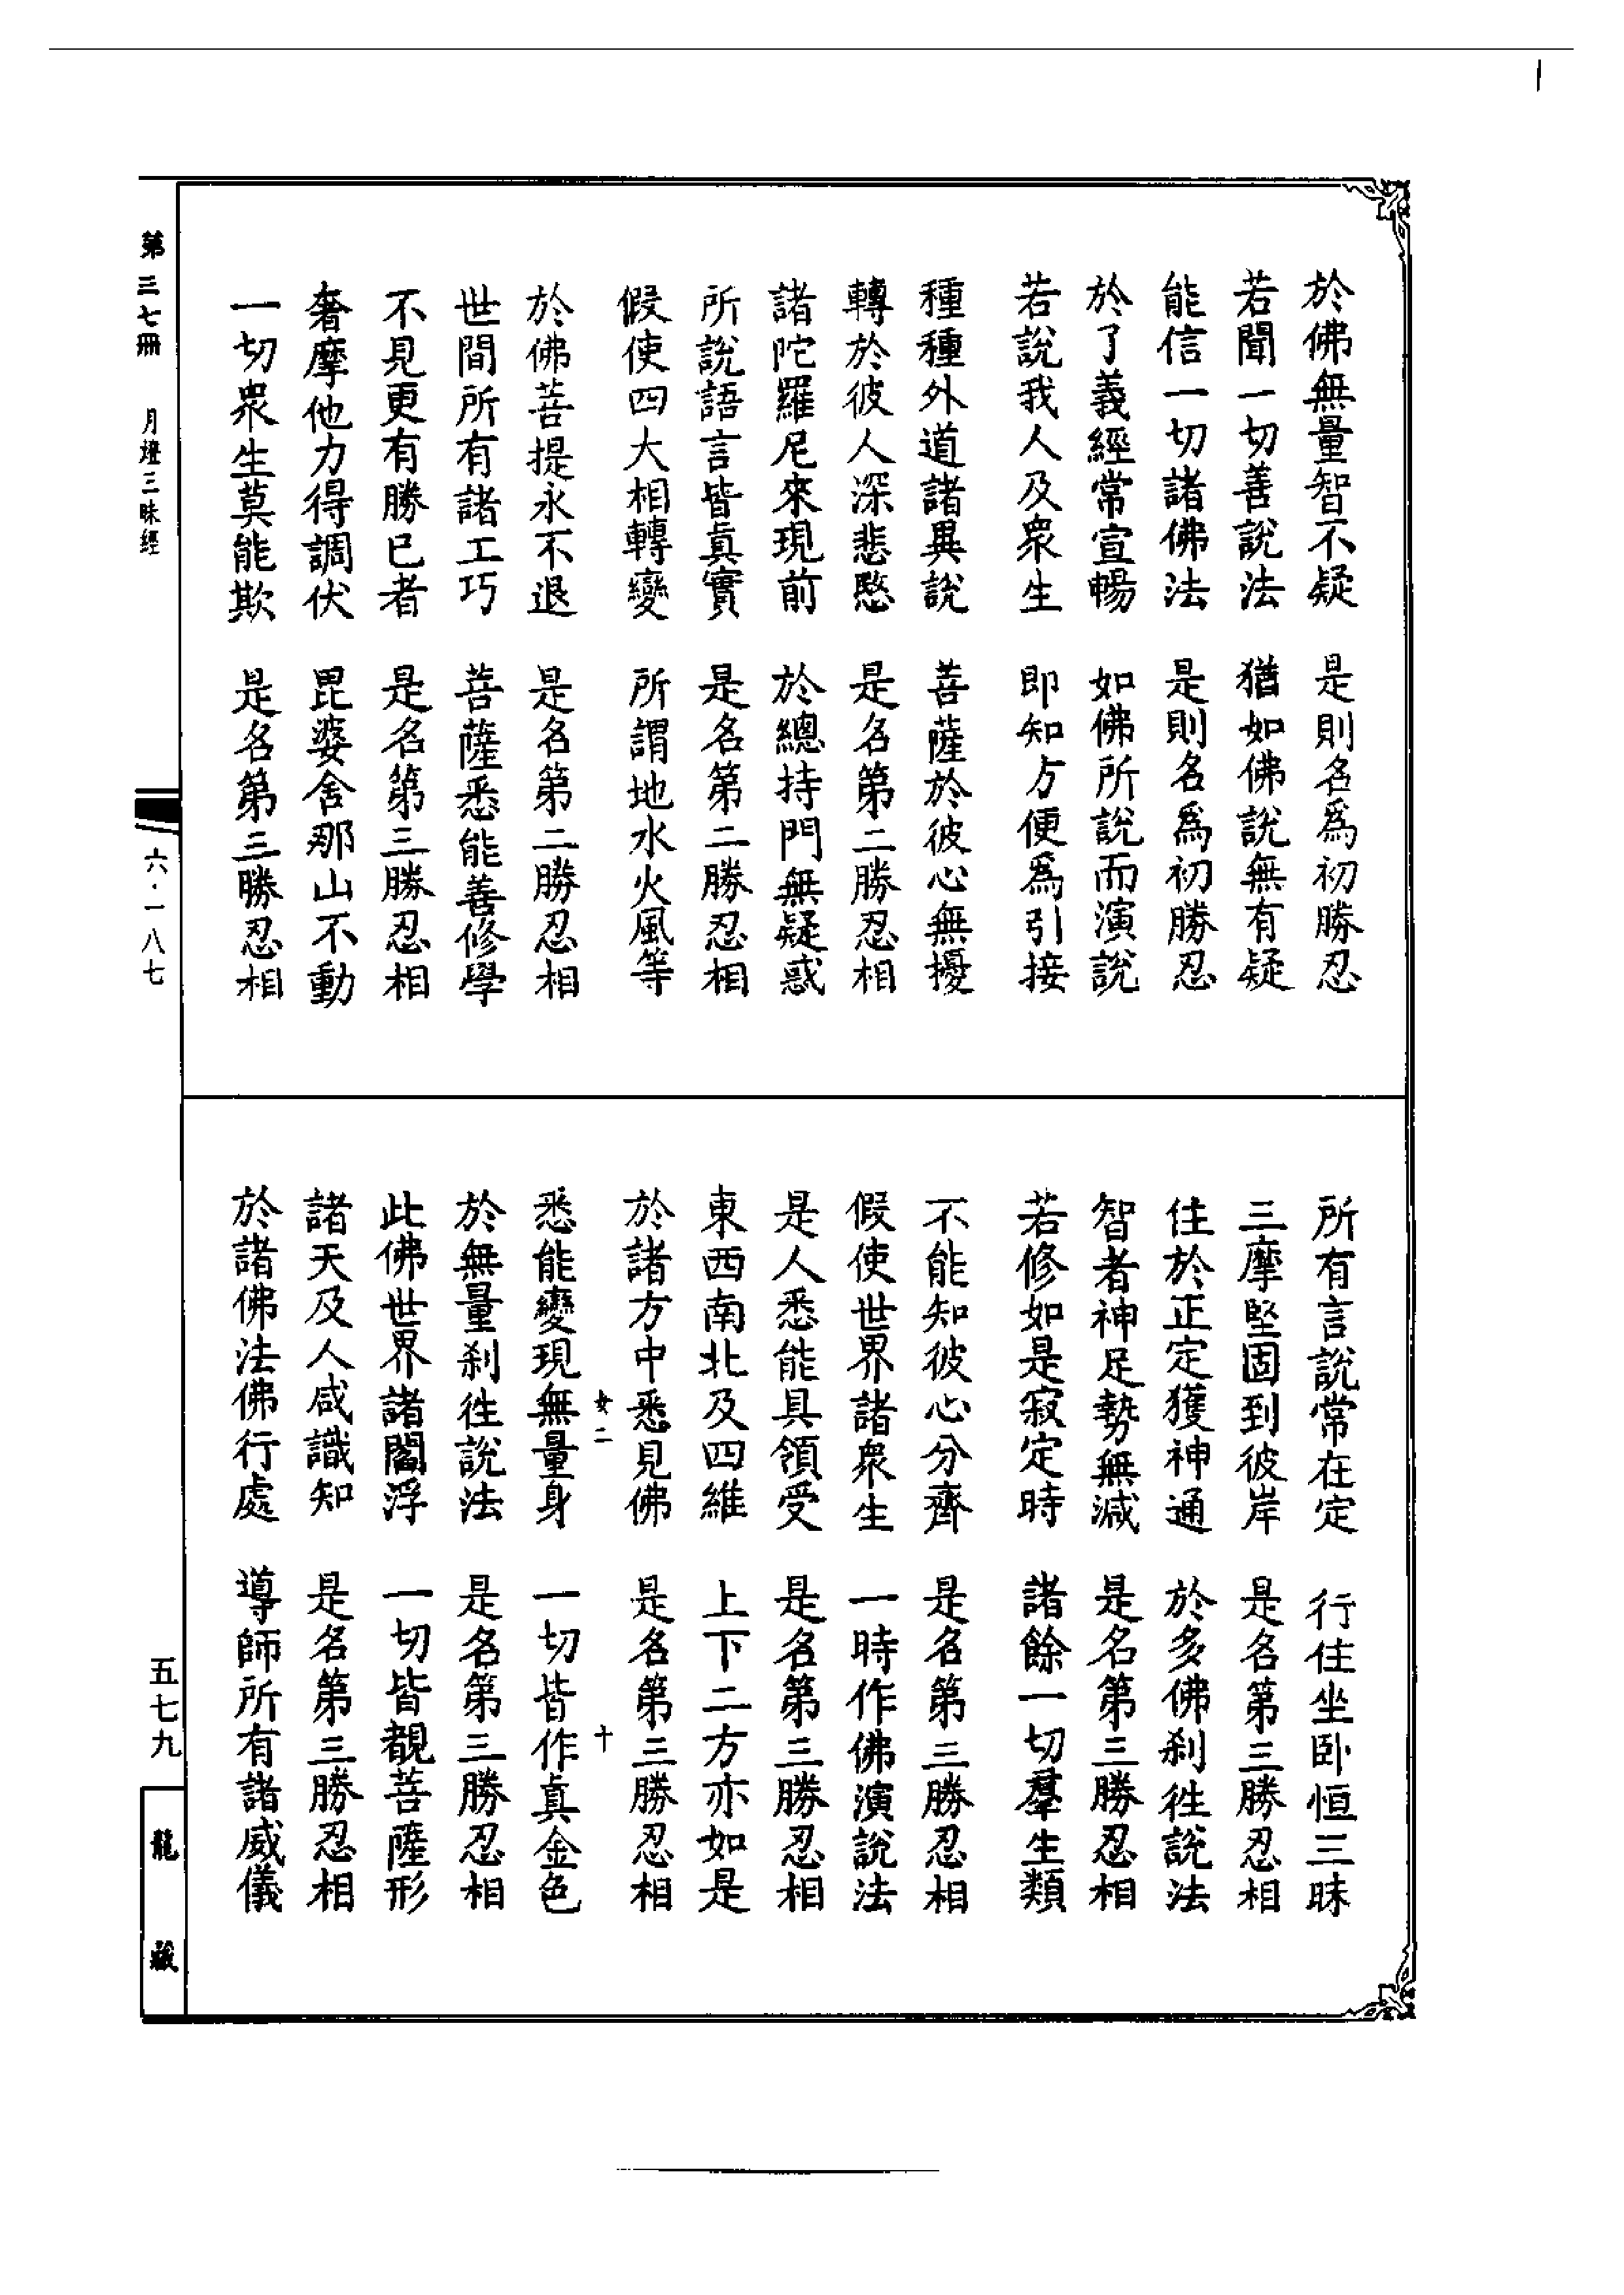 於佛無量智不疑　是則名爲初勝忍
若聞一切善說法　猶如佛說無有疑
能信一切諸佛法　是則名爲初勝忍
於了義經常宣暢　如佛所說而演說
若說我人及衆生　即知方便爲引接
種種外道諸異說　菩薩於彼心無擾
轉於彼人深悲愍　是名第二勝忍相
諸陀羅尼來現前　於總持門無疑惑
所說語言皆眞實　是名第二勝忍相
假使四大相轉變　所謂地水火風等
於佛菩提永不退　是名第二勝忍相
世間所有諸工巧　菩薩悉能善修學
不見更有勝已者　是名第三勝忍相
奢摩他力得調伏　毘婆舍那山不動
一切衆生莫能欺　是名第三勝忍相
所有言說常在定　行住坐卧恒三昧
三摩堅固到彼岸　是名第三勝忍相
住於正定獲神通　於多佛刹徃說法
智者神足勢無減　是名第三勝忍相
若修如是寂定時　諸餘一切羣生類
不能知彼心分齊　是名第三勝忍相
假使世界諸衆生　一時作佛演說法
是人悉能具領受　是名第三勝忍相
東西南北及四維　上下二方亦如是
於諸方中悉見佛　是名第三勝忍相
女二　十
悉能變現無量身　一切皆作眞金色
於無量刹徃說法　是名第三勝忍相
此佛世界諸閻浮　一切皆覩菩薩形
諸天及人咸識知　是名第三勝忍相
於諸佛法佛行處　導師所有諸威儀
第三七冊　月燈三昧經
六·一八七
五七九
龍藏